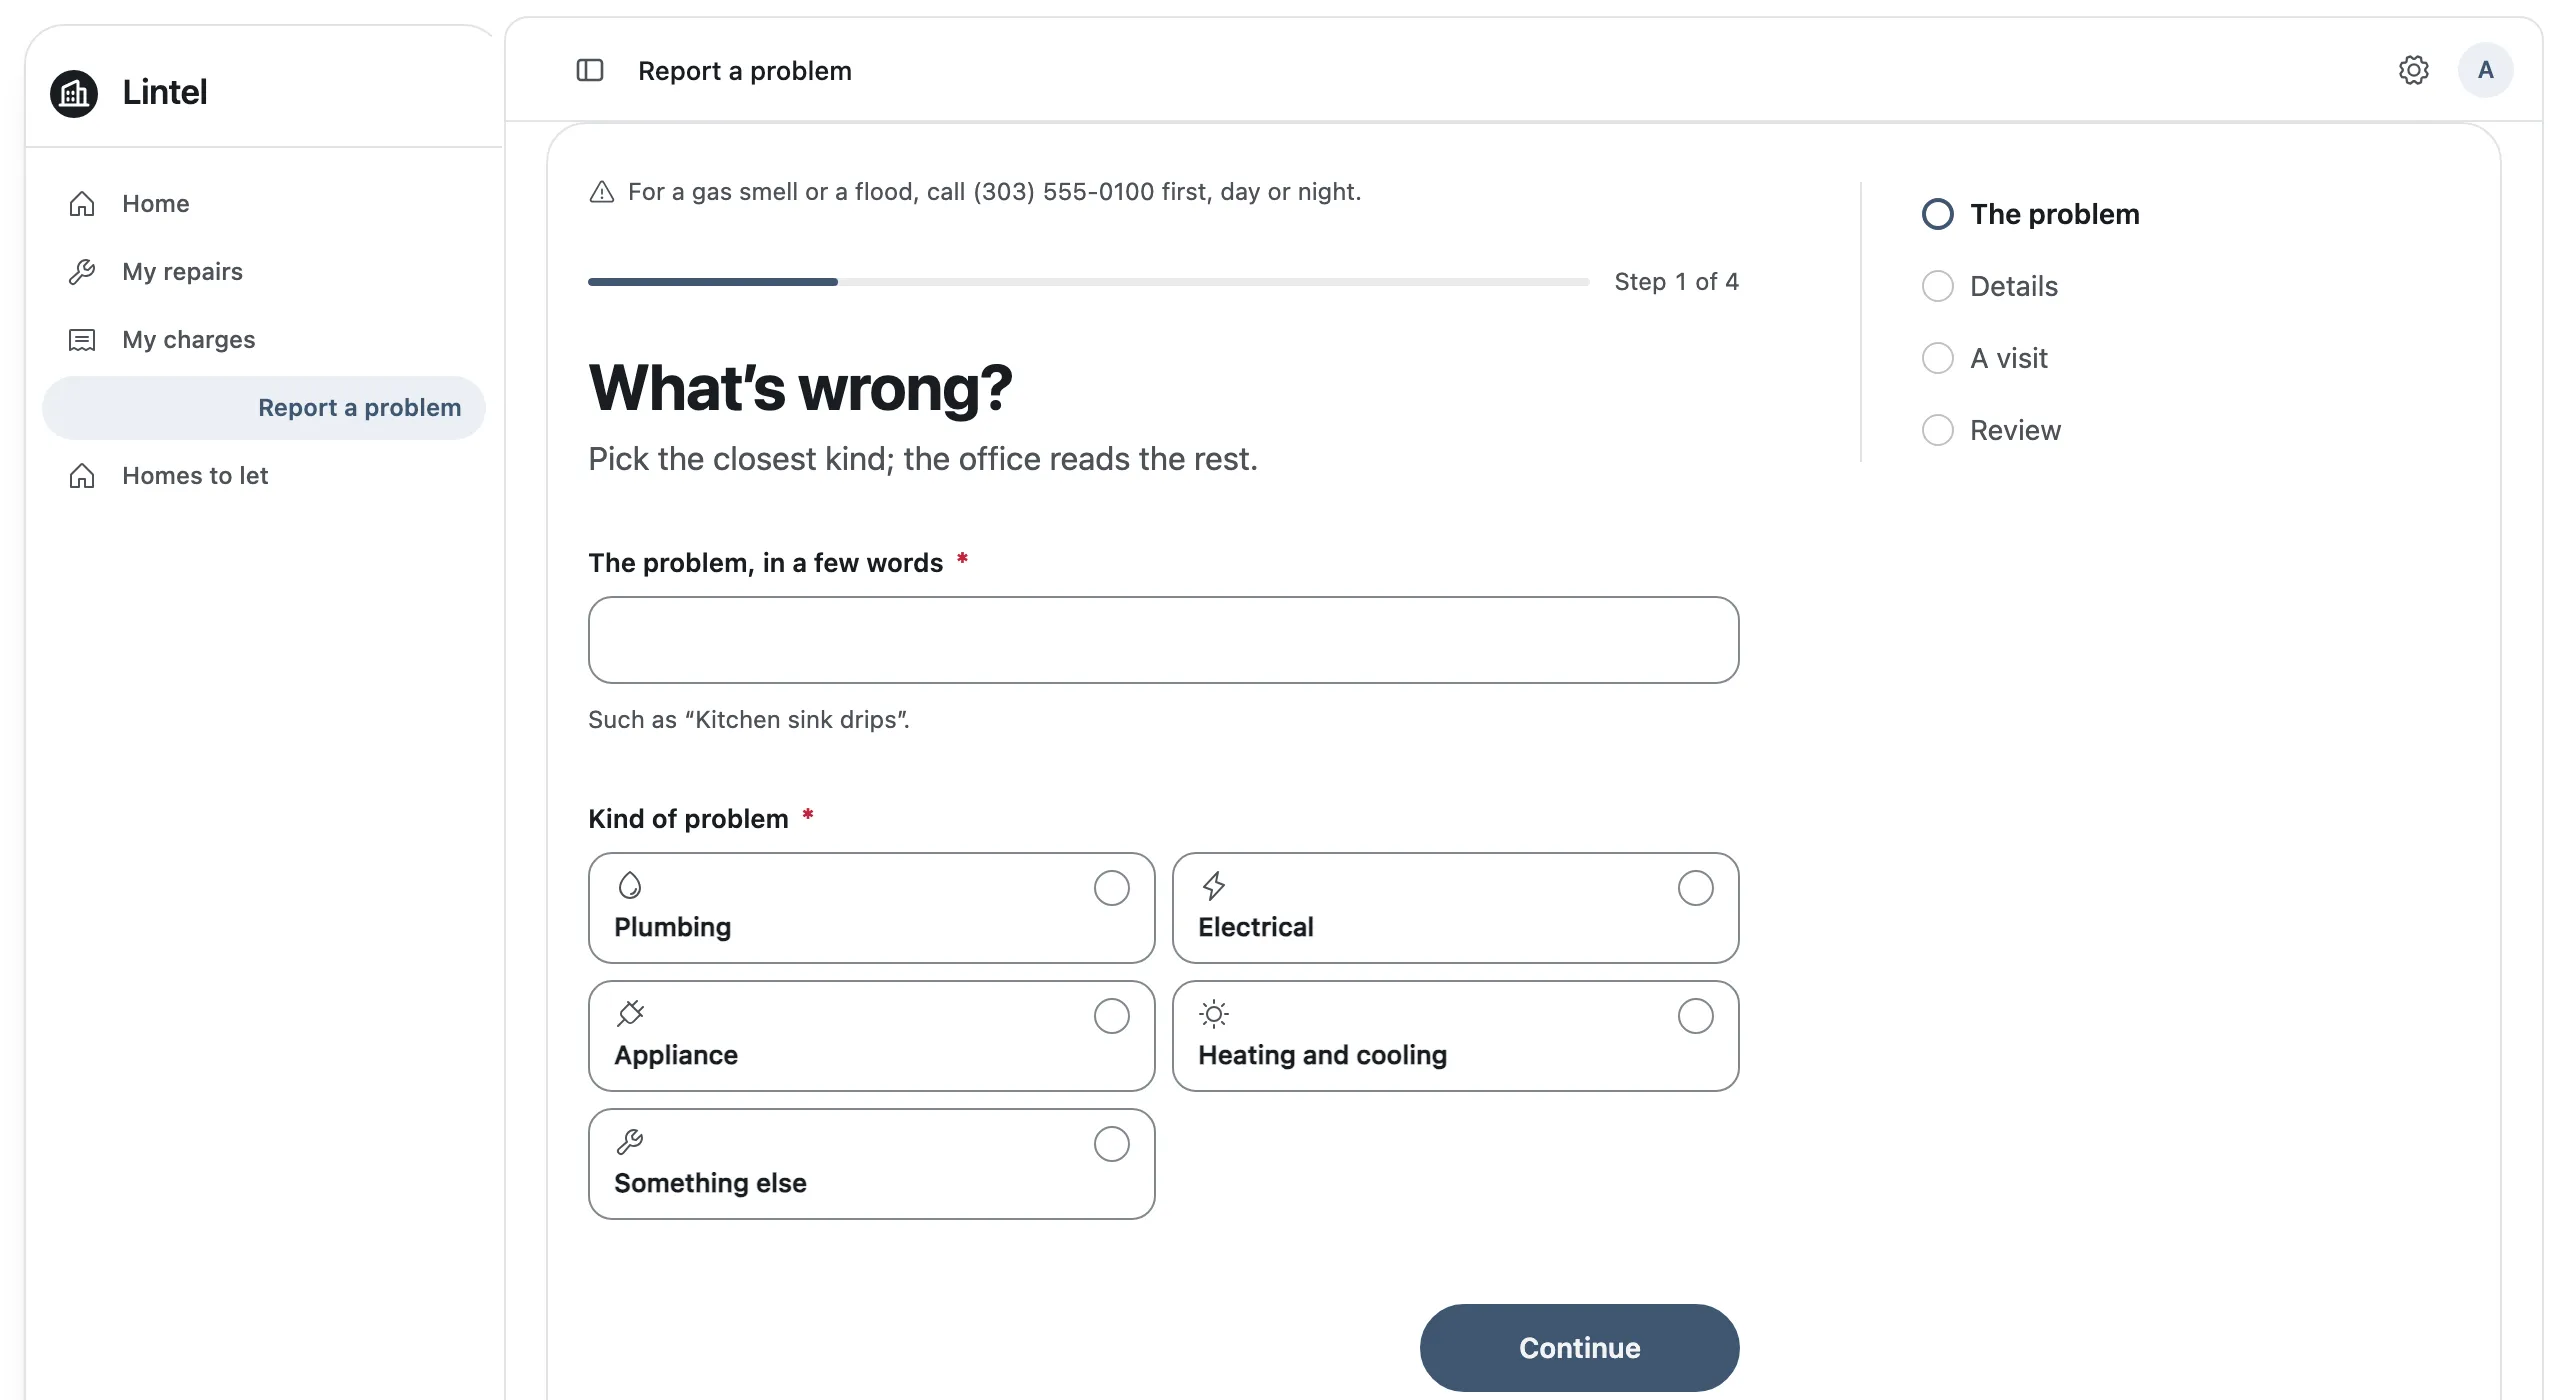 Lintel
Home
My repairs
My charges
Report a problem
Homes to let
Report a problem
A
For a gas smell or a flood, call (303) 555-0100 first, day or night.
Step 1 of 4
What’s wrong?
Pick the closest kind; the office reads the rest.
The problem, in a few words *
Such as “Kitchen sink drips”.
Kind of problem *
Plumbing
Electrical
Appliance
Heating and cooling
Something else
Continue
The problem
Details
A visit
Review